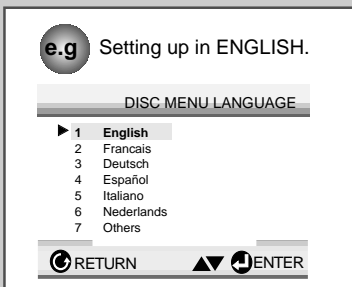 e.g Setting up in ENGLISH.
DISC MENU LANGUAGE
1 English
2 Francais
3 Deutsch
4 Español
5 Italiano
6 Nederlands
7 Others
RETURN ENTER